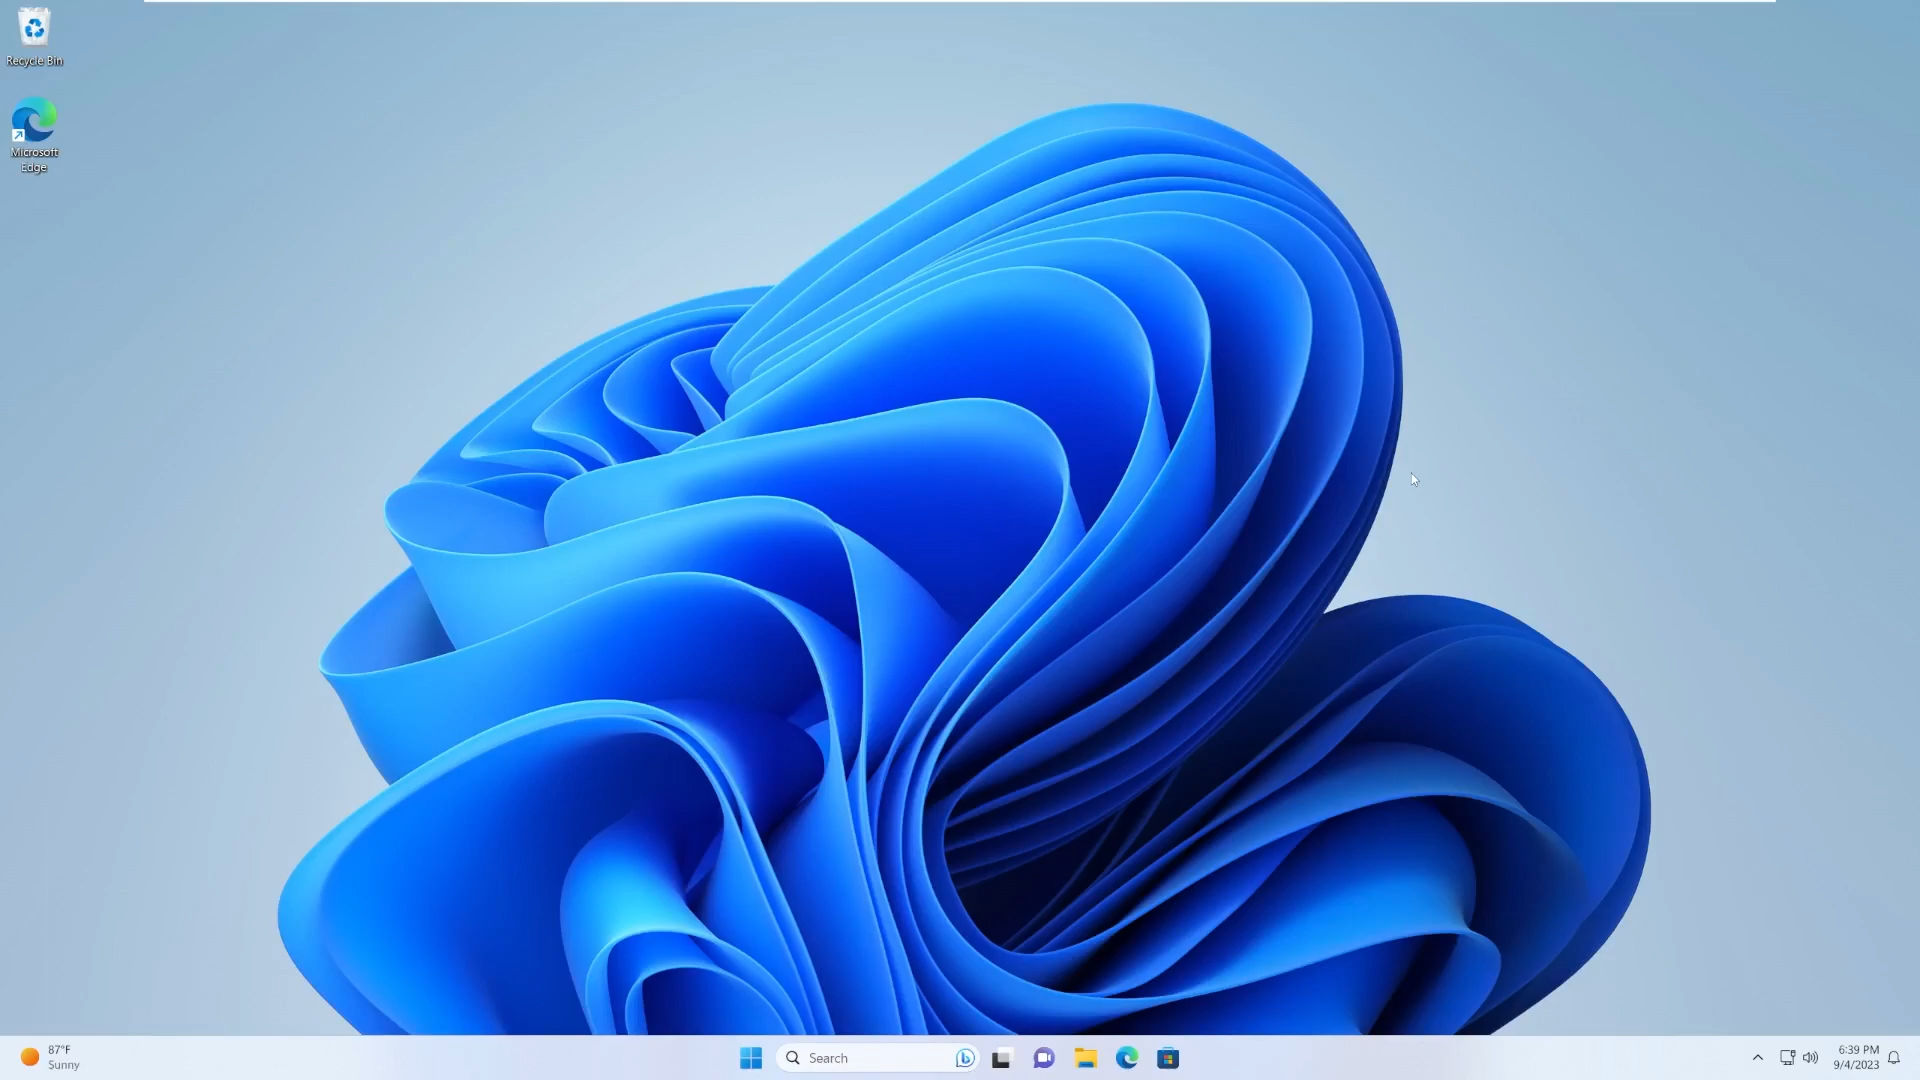 Recycle Bin
Microsoft
Edge
87°F
Sunny
Search
6:39 PM
9/4/2023